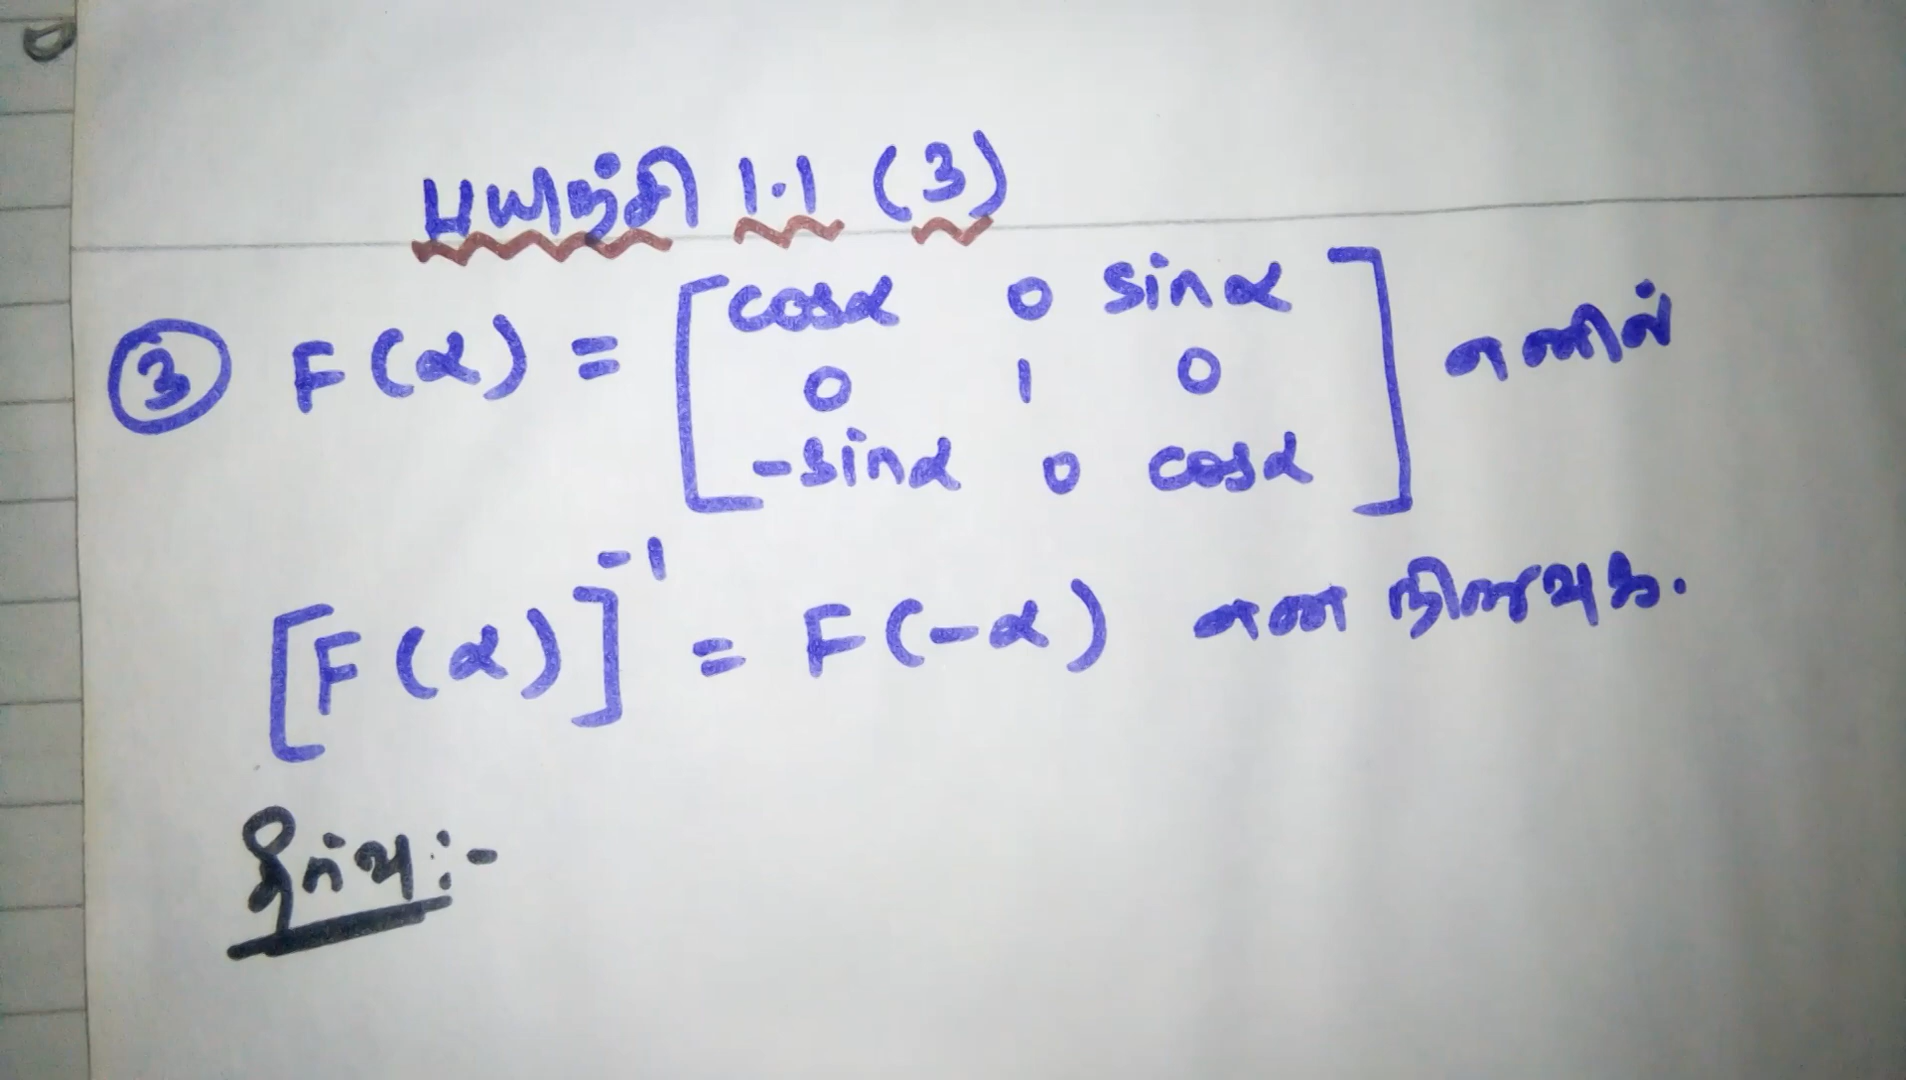 பயிற்சி 1.1 (3)
③ F(α) = [cosα 0 sinα
0 1 0
-sinα 0 cosα] எனில்
[F(α)]⁻¹ = F(-α) என நிறுவுக.
தீர்வு:-